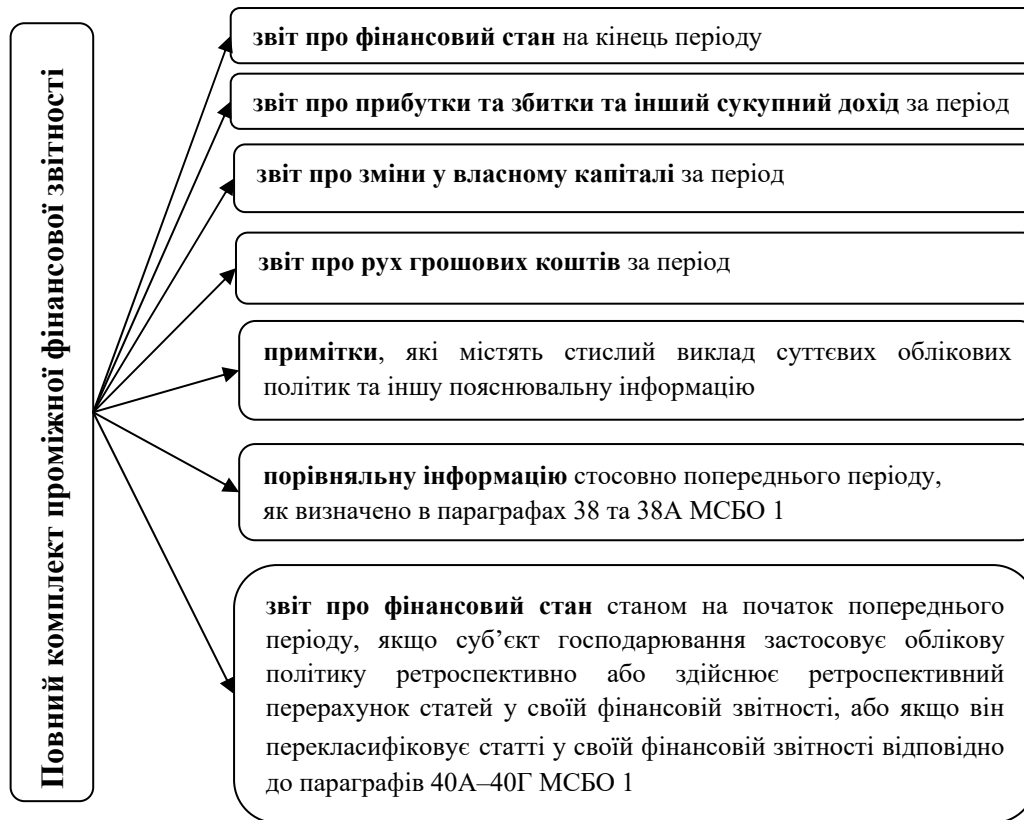 Повний комплект проміжної фінансової звітності
звіт про фінансовий стан на кінець періоду
звіт про прибутки та збитки та інший сукупний дохід за період
звіт про зміни у власному капіталі за період
звіт про рух грошових коштів за період
примітки, які містять стислий виклад суттєвих облікових
політик та іншу пояснювальну інформацію
порівняльну інформацію стосовно попереднього періоду,
як визначено в параграфах 38 та 38А МСБО 1
звіт про фінансовий стан станом на початок попереднього
періоду, якщо суб’єкт господарювання застосовує облікову
політику ретроспективно або здійснює ретроспективний
перерахунок статей у своїй фінансовій звітності, або якщо він
перекласифіковує статті у своїй фінансовій звітності відповідно
до параграфів 40А–40Г МСБО 1